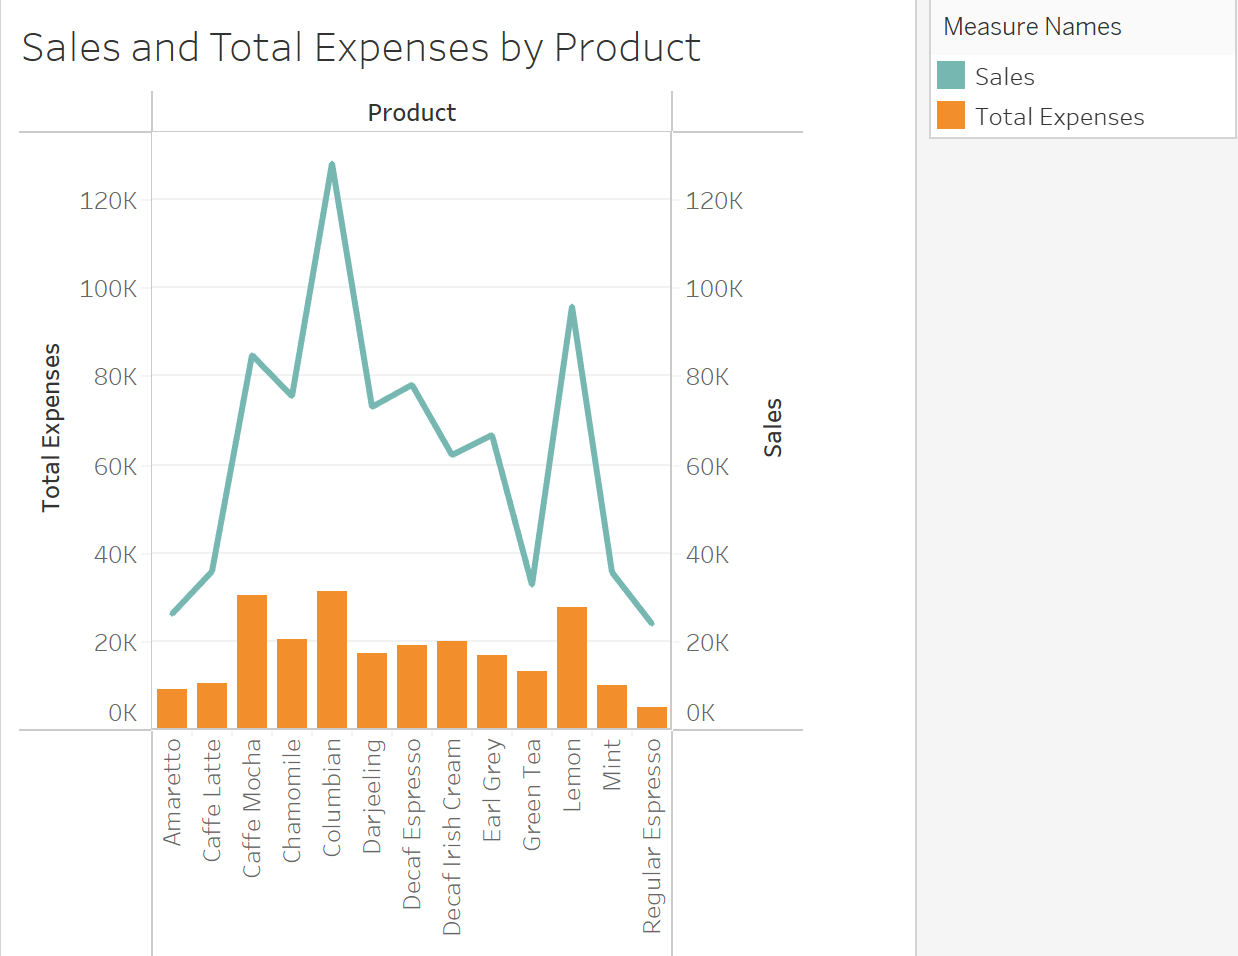 Sales and Total Expenses by Product
Measure Names
Sales
Total Expenses
Product
Total Expenses
120K
100K
80K
60K
40K
20K
0K
120K
100K
80K
60K
40K
20K
0K
Sales
Amaretto
Caffe Latte
Caffe Mocha
Chamomile
Columbian
Darjeeling
Decaf Espresso
Decaf Irish Cream
Earl Grey
Green Tea
Lemon
Mint
Regular Espresso